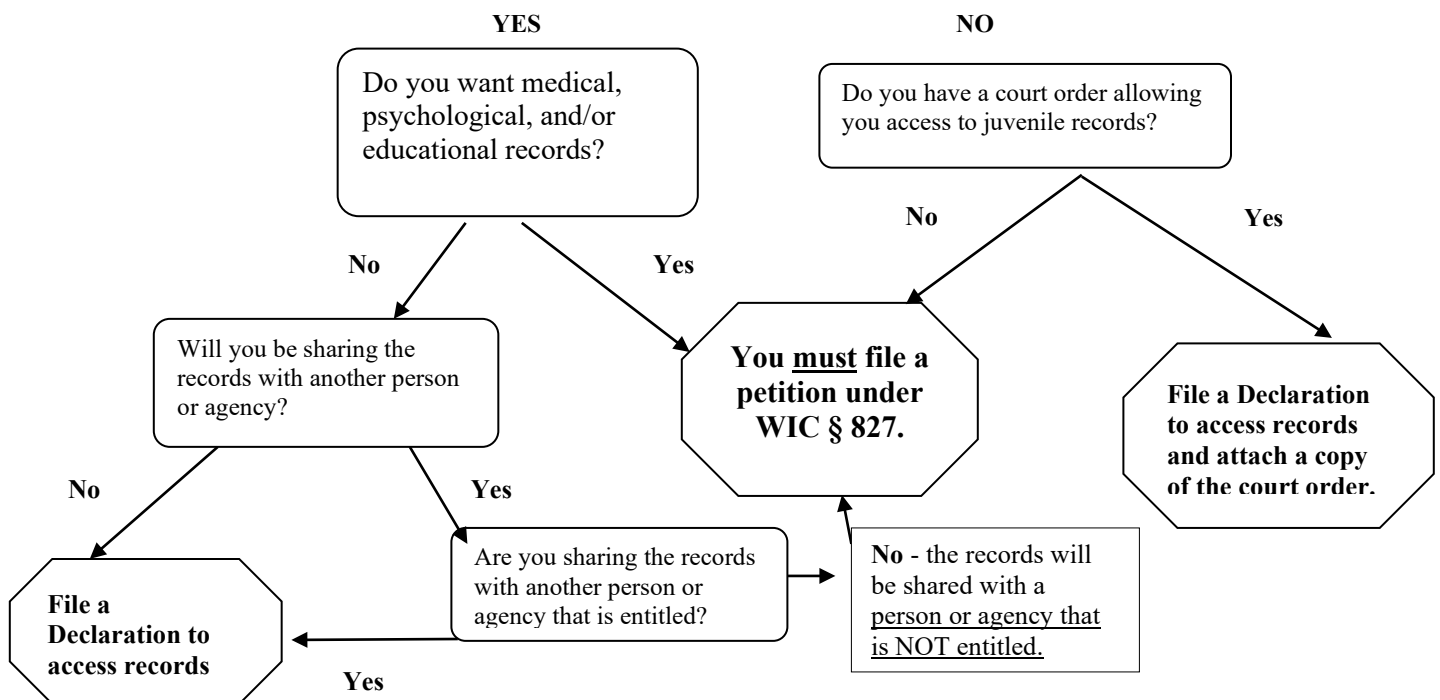 YES
NO
Do you want medical,
psychological, and/or
educational records?
Do you have a court order allowing
you access to juvenile records?
No
Yes
No
Yes
Will you be sharing the
records with another person
or agency?
You must file a
petition under
WIC § 827.
File a Declaration
to access records
and attach a copy
of the court order.
No
Yes
Are you sharing the records
with another person or
agency that is entitled?
No - the records will
be shared with a
person or agency that
is NOT entitled.
File a
Declaration to
access records
Yes